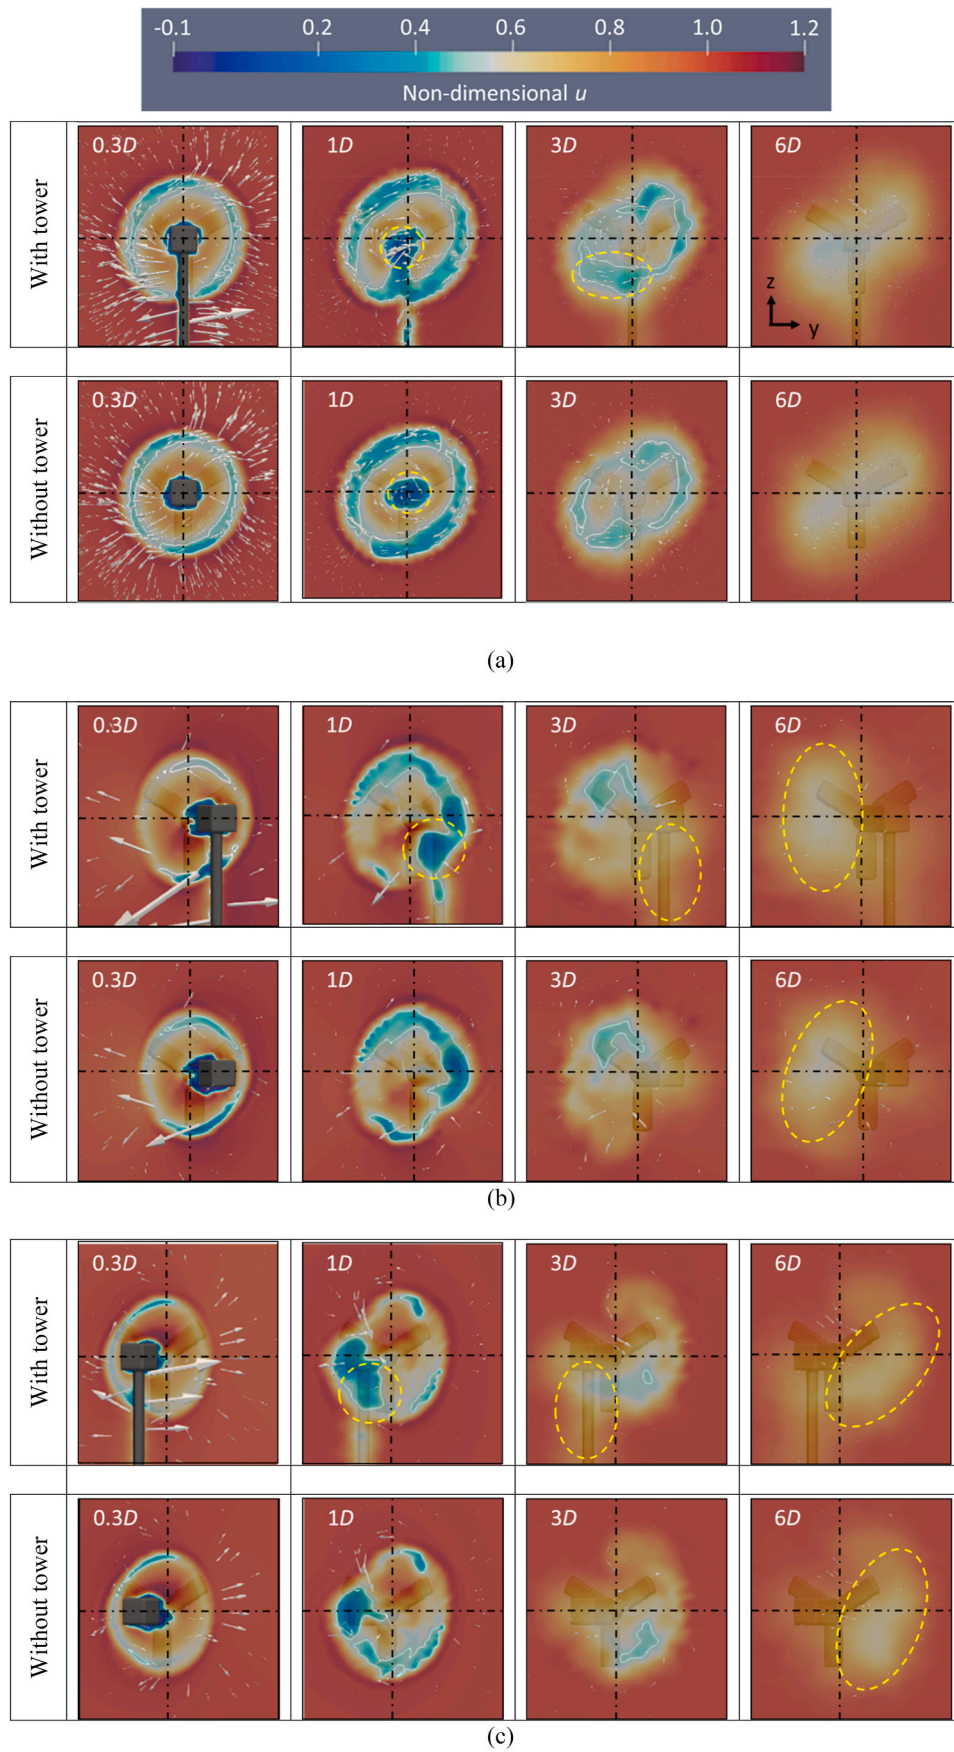 -0.1 0.2 0.4 0.6 0.8 1.0 1.2
Non-dimensional u
With tower
0.3D 1D 3D 6D
z
y
Without tower
0.3D 1D 3D 6D
(a)
With tower
0.3D 1D 3D 6D
Without tower
0.3D 1D 3D 6D
(b)
With tower
0.3D 1D 3D 6D
Without tower
0.3D 1D 3D 6D
(c)